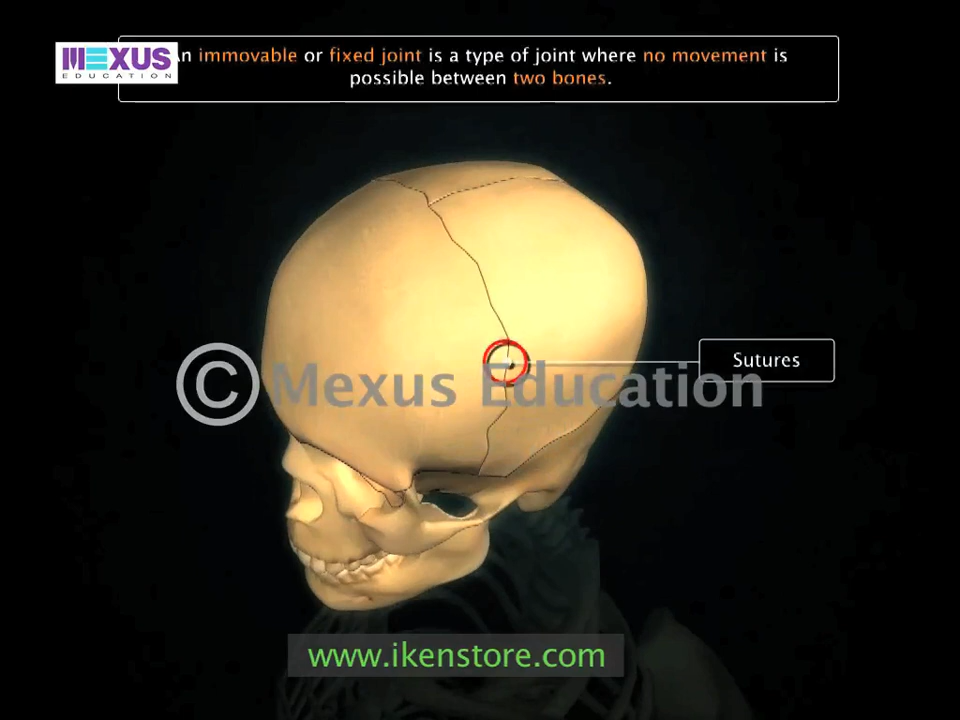 MEXUS
EDUCATION
n immovable or fixed joint is a type of joint where no movement is
possible between two bones.
Sutures
© Mexus Education
www.ikenstore.com